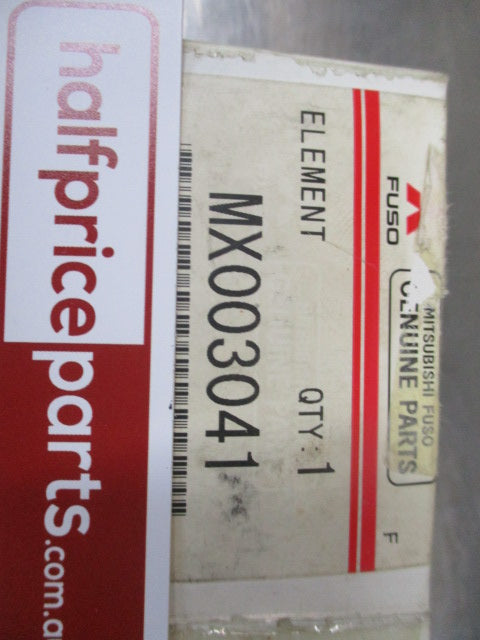 FUSO
MITSUBISHI FUSO
GENUINE PARTS
F
ELEMENT
QTY:1
MX003041
halfpriceparts.com.a